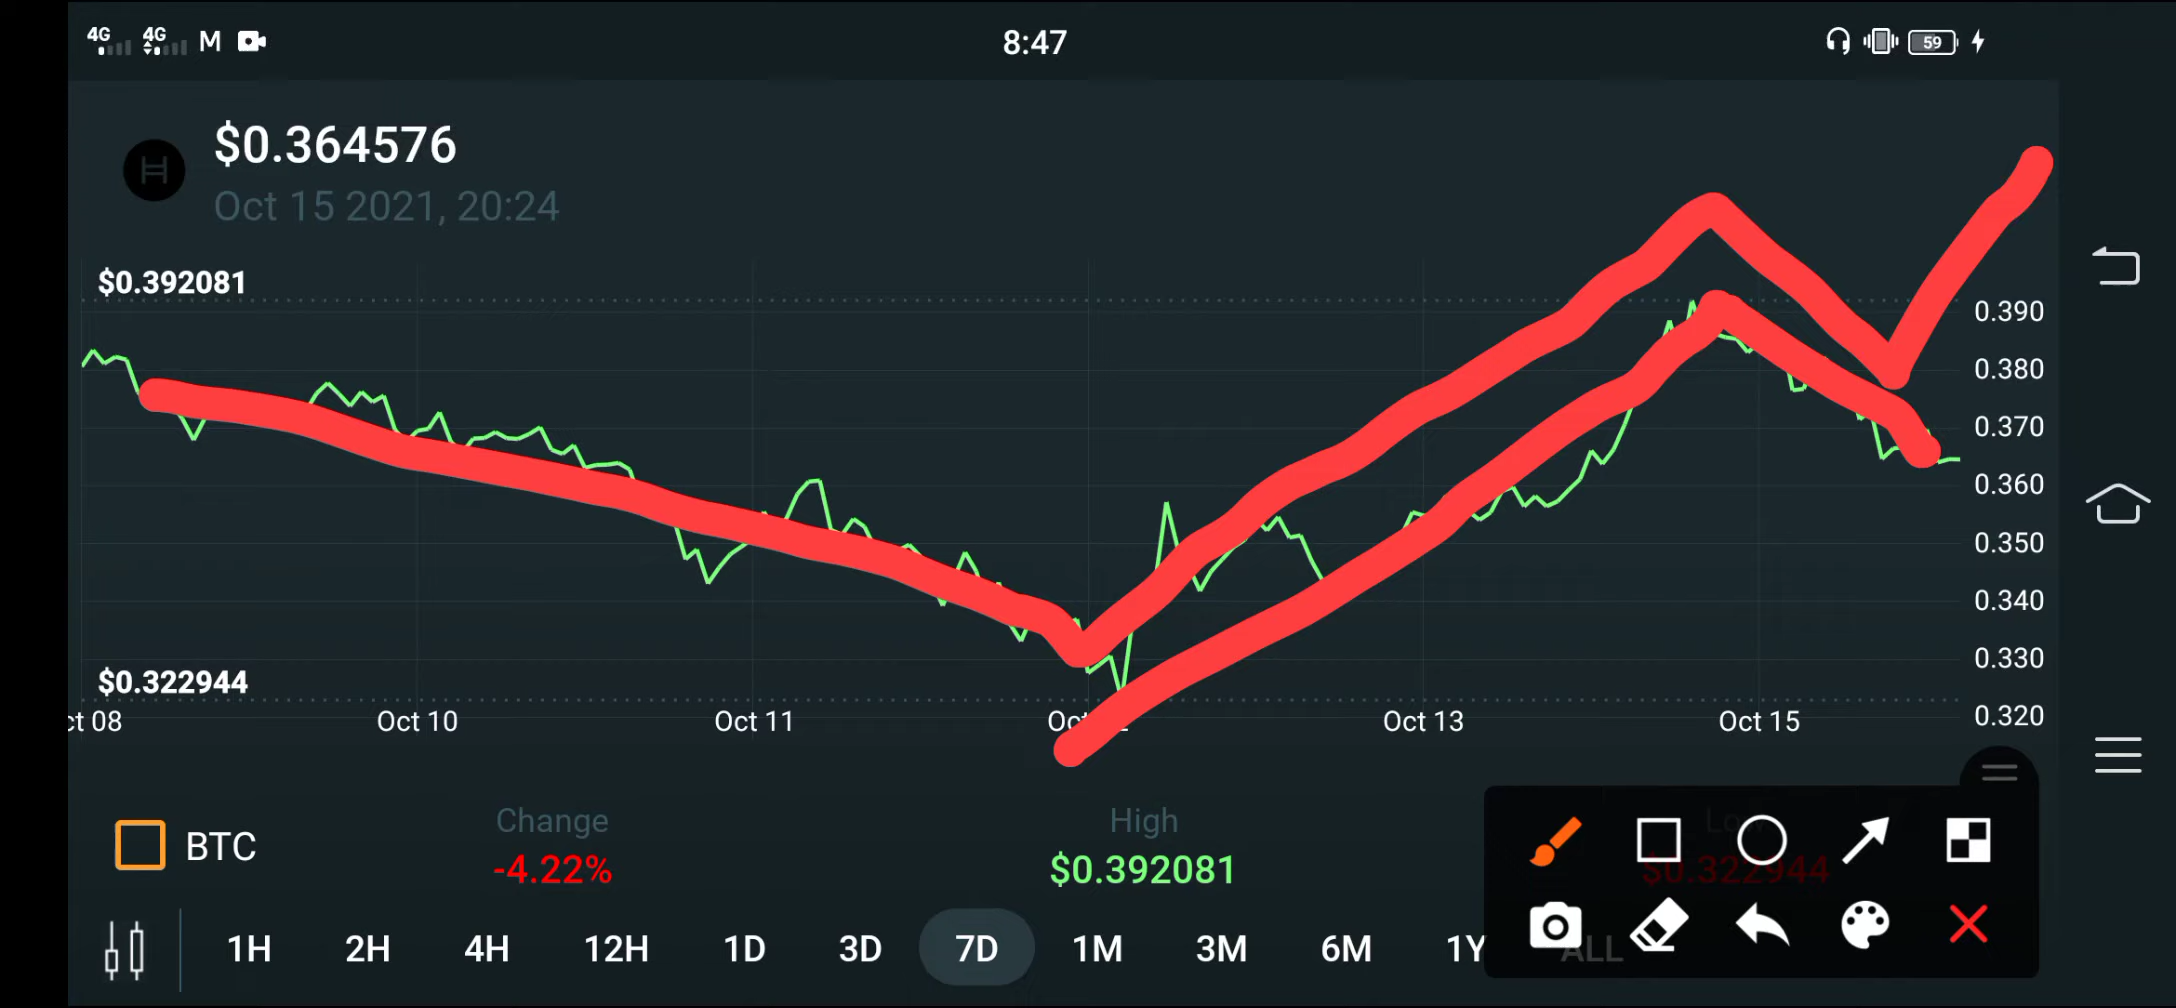 4G 4G M 8:47 59
$0.364576
Oct 15 2021, 20:24
$0.392081
0.390
0.380
0.370
0.360
0.350
0.340
0.330
$0.322944
0.320
ct 08 Oct 10 Oct 11 Oct 13 Oct 15
BTC
Change High
-4.22% $0.392081 $0.322944
1H 2H 4H 12H 1D 3D 7D 1M 3M 6M 1Y ALL